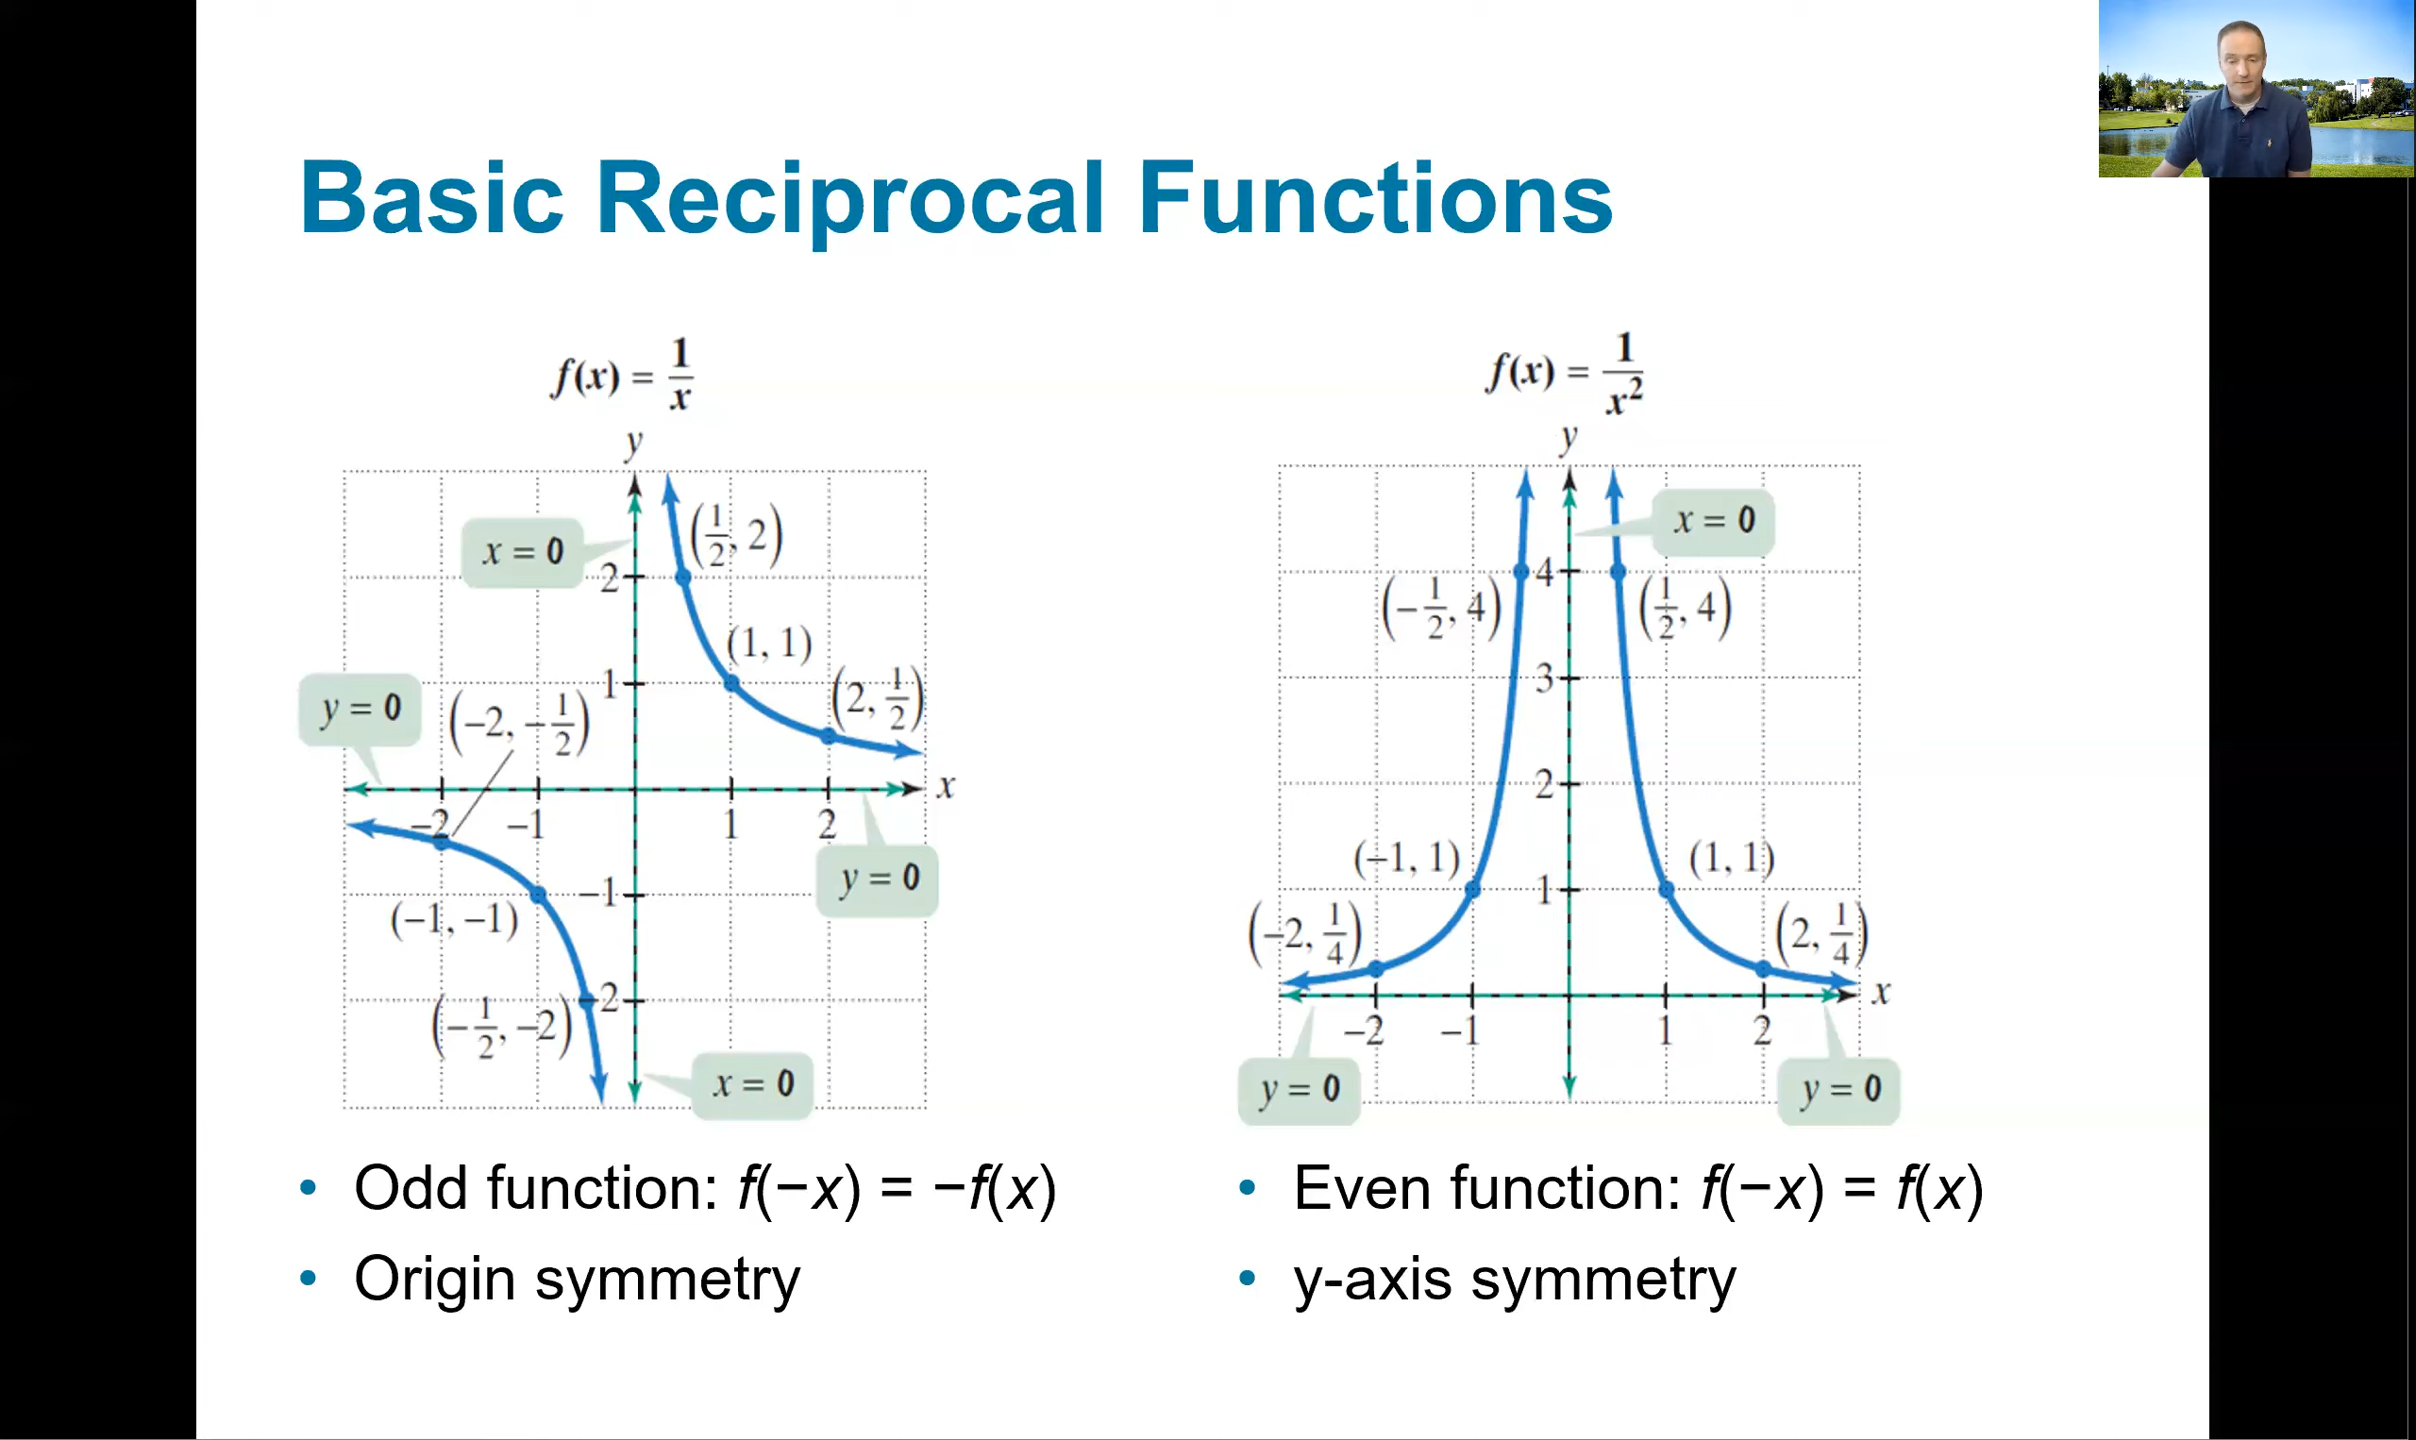 Basic Reciprocal Functions
f(x) = 1/x
y
x = 0
(1/2, 2)
2
(1, 1)
1
(2, 1/2)
y = 0
(−2, −1/2)
x
−2
−1
1
2
y = 0
−1
(−1, −1)
−2
(−1/2, −2)
x = 0
• Odd function: f(−x) = −f(x)
• Origin symmetry
f(x) = 1/x²
y
x = 0
4
(−1/2, 4)
(1/2, 4)
3
2
(−1, 1)
(1, 1)
1
(−2, 1/4)
(2, 1/4)
x
−2
−1
1
2
y = 0
y = 0
• Even function: f(−x) = f(x)
• y-axis symmetry